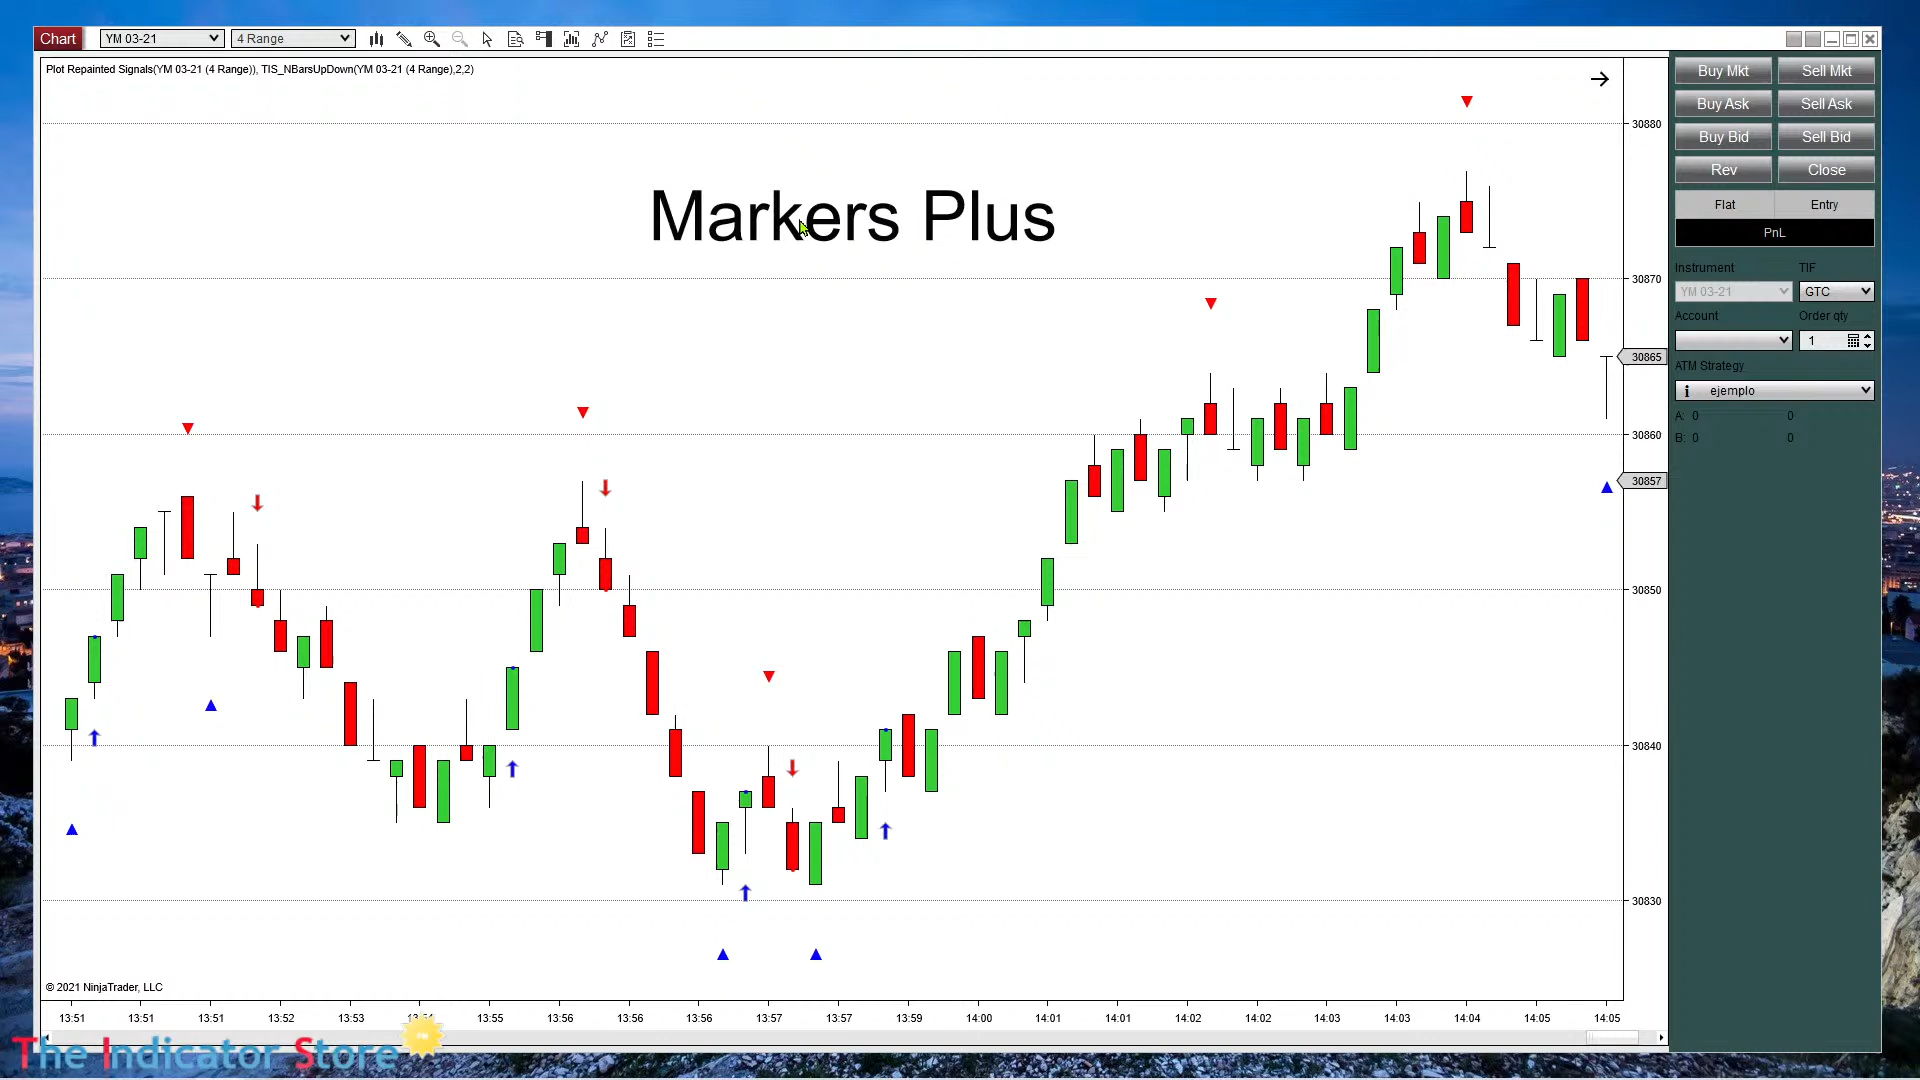 Chart YM 03-21 4 Range
Plot Repainted Signals(YM 03-21 (4 Range)), TIS_NBarsUpDown(YM 03-21 (4 Range),2,2)
Markers Plus
30880
30870
30865
30860
30857
30850
30840
30830
© 2021 NinjaTrader, LLC
13:51 13:51 13:51 13:52 13:53 13:54 13:55 13:56 13:56 13:56 13:57 13:57 13:59 14:00 14:01 14:01 14:02 14:02 14:03 14:03 14:04 14:05 14:05
The Indicator Store
Buy Mkt Sell Mkt
Buy Ask Sell Ask
Buy Bid Sell Bid
Rev Close
Flat Entry
PnL
Instrument TIF
YM 03-21 GTC
Account Order qty
1
ATM Strategy
i ejemplo
A: 0 0
B: 0 0